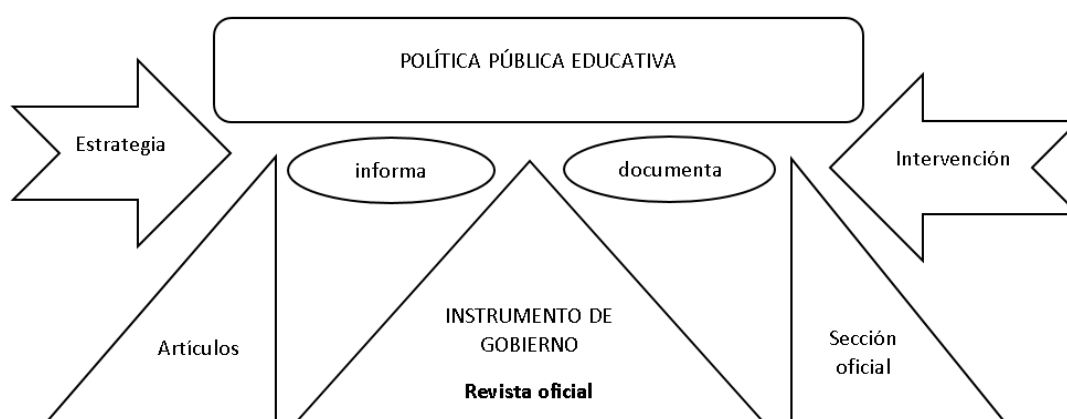 POLÍTICA PÚBLICA EDUCATIVA
Estrategia
informa
documenta
Intervención
Artículos
INSTRUMENTO DE
GOBIERNO
Revista oficial
Sección
oficial